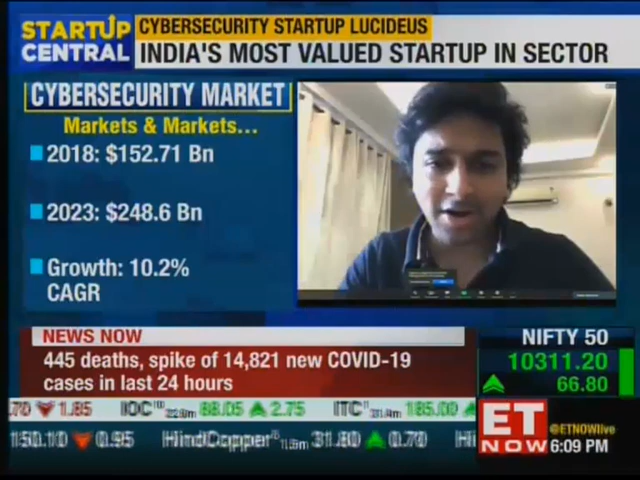 STARTUP
CENTRAL
CYBERSECURITY STARTUP LUCIDEUS
INDIA'S MOST VALUED STARTUP IN SECTOR
CYBERSECURITY MARKET
Markets & Markets...
2018: $152.71 Bn
2023: $248.6 Bn
Growth: 10.2%
CAGR
NEWS NOW
445 deaths, spike of 14,821 new COVID-19
cases in last 24 hours
NIFTY 50
10311.20
66.80
.70 1.85 IOC 88.05 2.75 ITC 185.00
150.10 0.95 HindCopper 31.80 0.70 Hi
ET
NOW
@ETNOWlive
6:09 PM